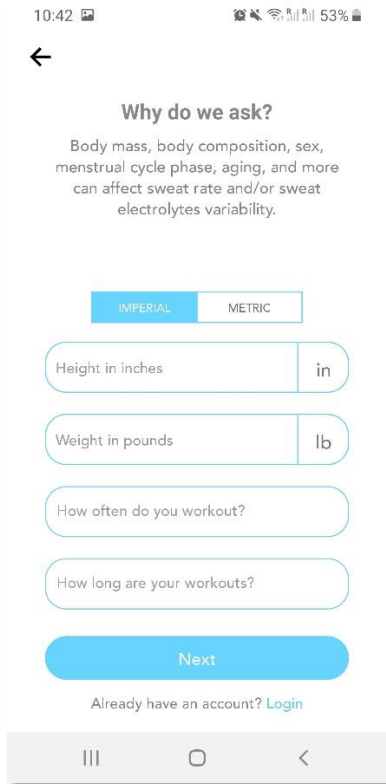 10:42 53%
Why do we ask?
Body mass, body composition, sex,
menstrual cycle phase, aging, and more
can affect sweat rate and/or sweat
electrolytes variability.
IMPERIAL METRIC
Height in inches in
Weight in pounds lb
How often do you workout?
How long are your workouts?
Next
Already have an account? Login